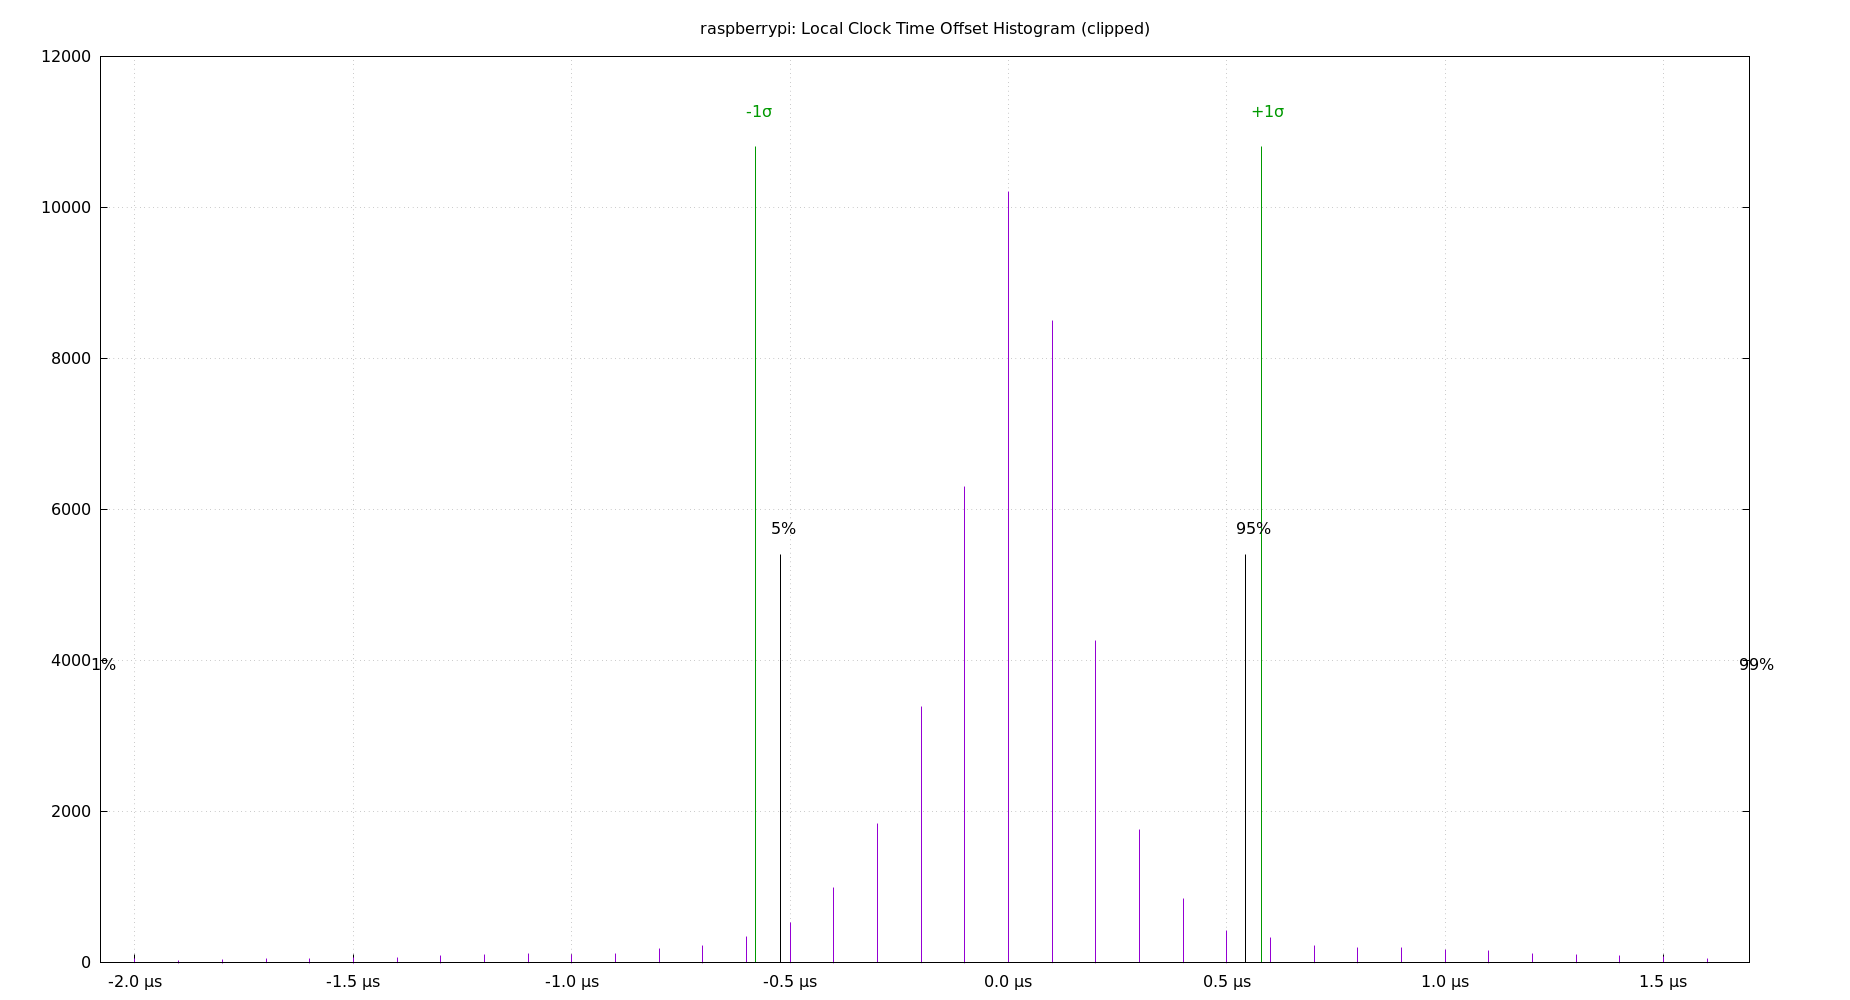 raspberrypi: Local Clock Time Offset Histogram (clipped)
12000
-1σ
+1σ
10000
8000
6000
5%
95%
4000
1%
99%
2000
0
-2.0 µs
-1.5 µs
-1.0 µs
-0.5 µs
0.0 µs
0.5 µs
1.0 µs
1.5 µs